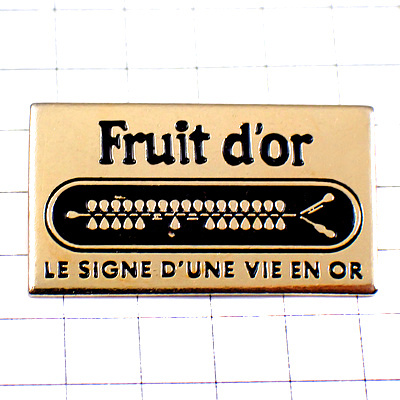 Fruit d'or
LE SIGNE D'UNE VIE EN OR